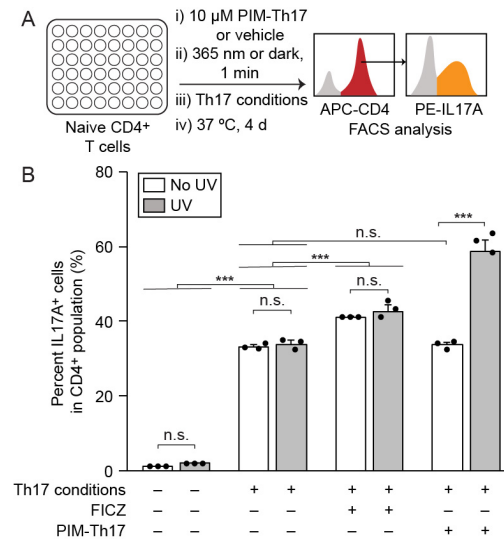 A
i) 10 µM PIM-Th17
or vehicle
ii) 365 nm or dark,
1 min
iii) Th17 conditions
iv) 37 ºC, 4 d
Naive CD4+
T cells
APC-CD4 PE-IL17A
FACS analysis
B
80
60
40
20
0
Percent IL17A+ cells
in CD4+ population (%)
No UV
UV
n.s.
***
n.s.
***
n.s.
n.s.
***
Th17 conditions – – + + + + + +
FICZ – – – – + + – –
PIM-Th17 – – – – – – + +